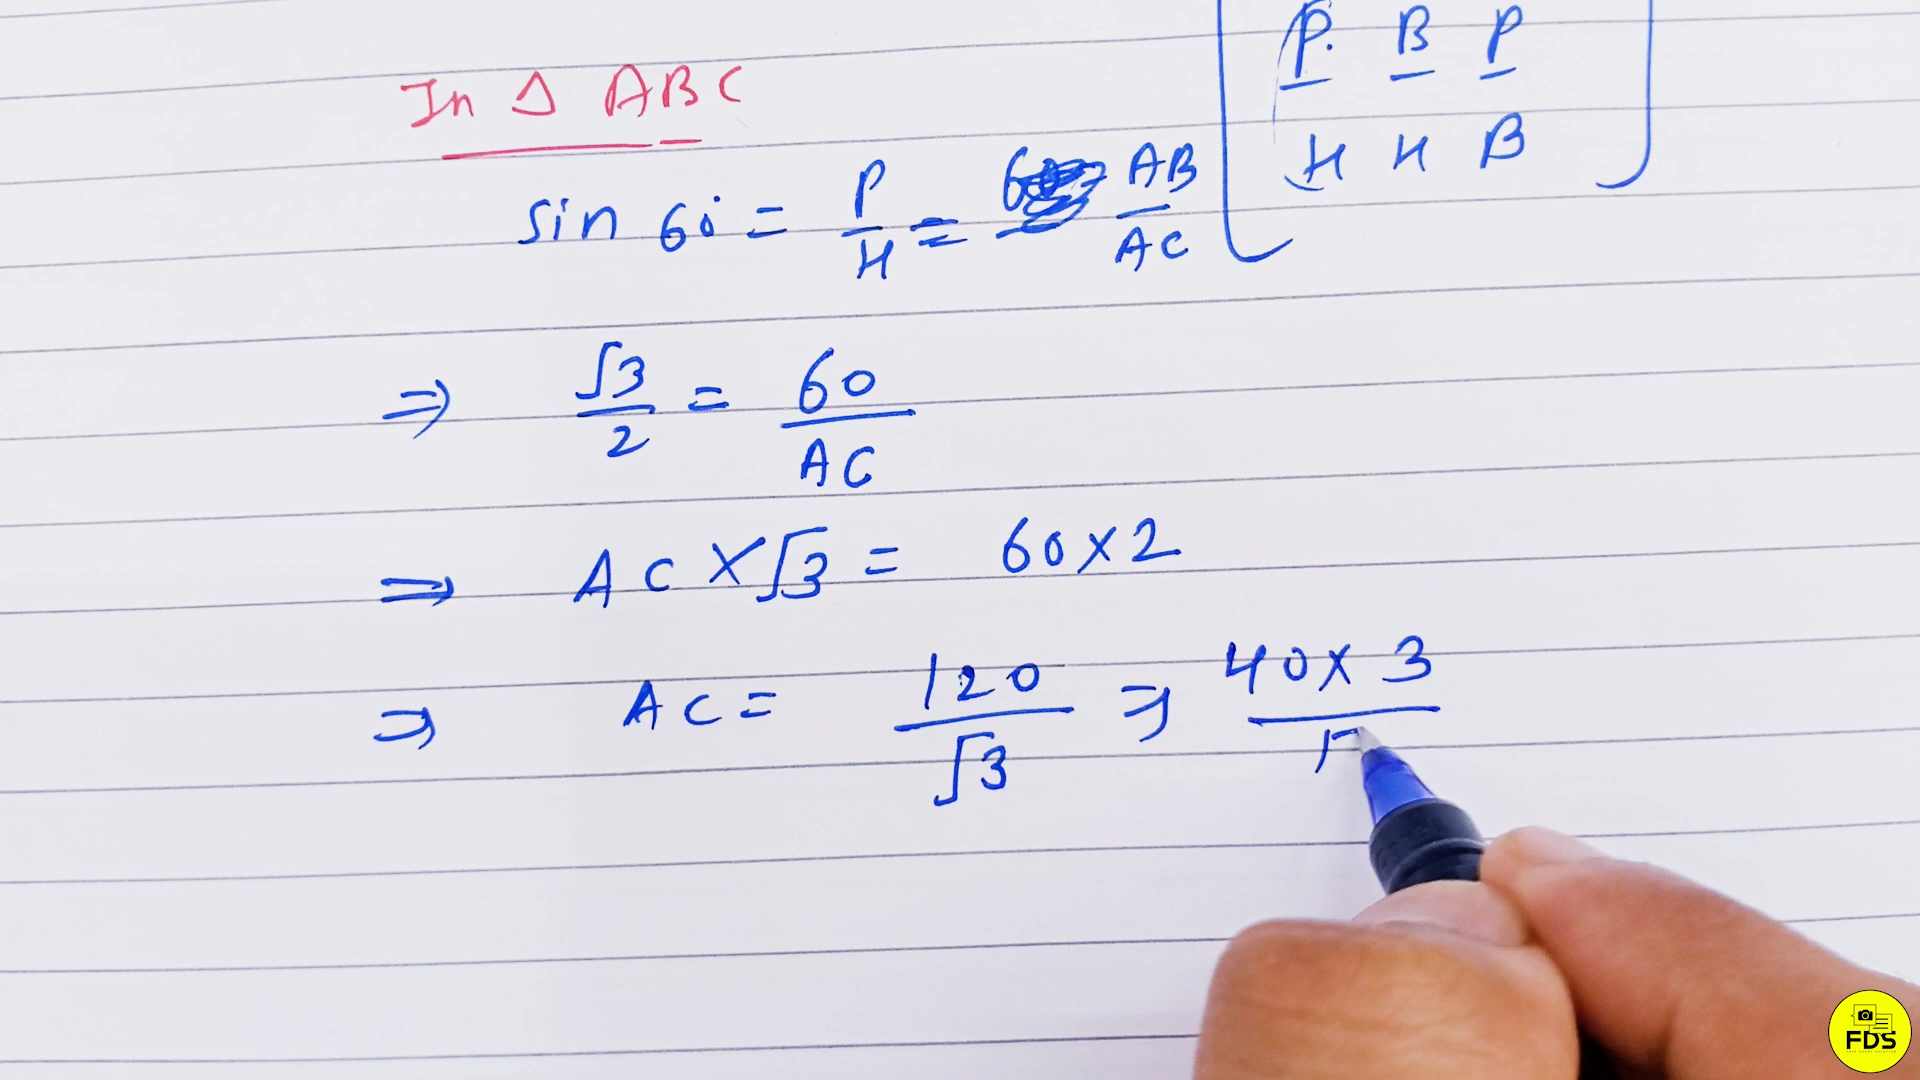 P. B P
H H B
In Δ ABC
sin 60° = P/H = AB/AC
⇒ √3/2 = 60/AC
⇒ AC × √3 = 60 × 2
⇒ AC = 120/√3 ⇒ 40 × 3/√
FDS